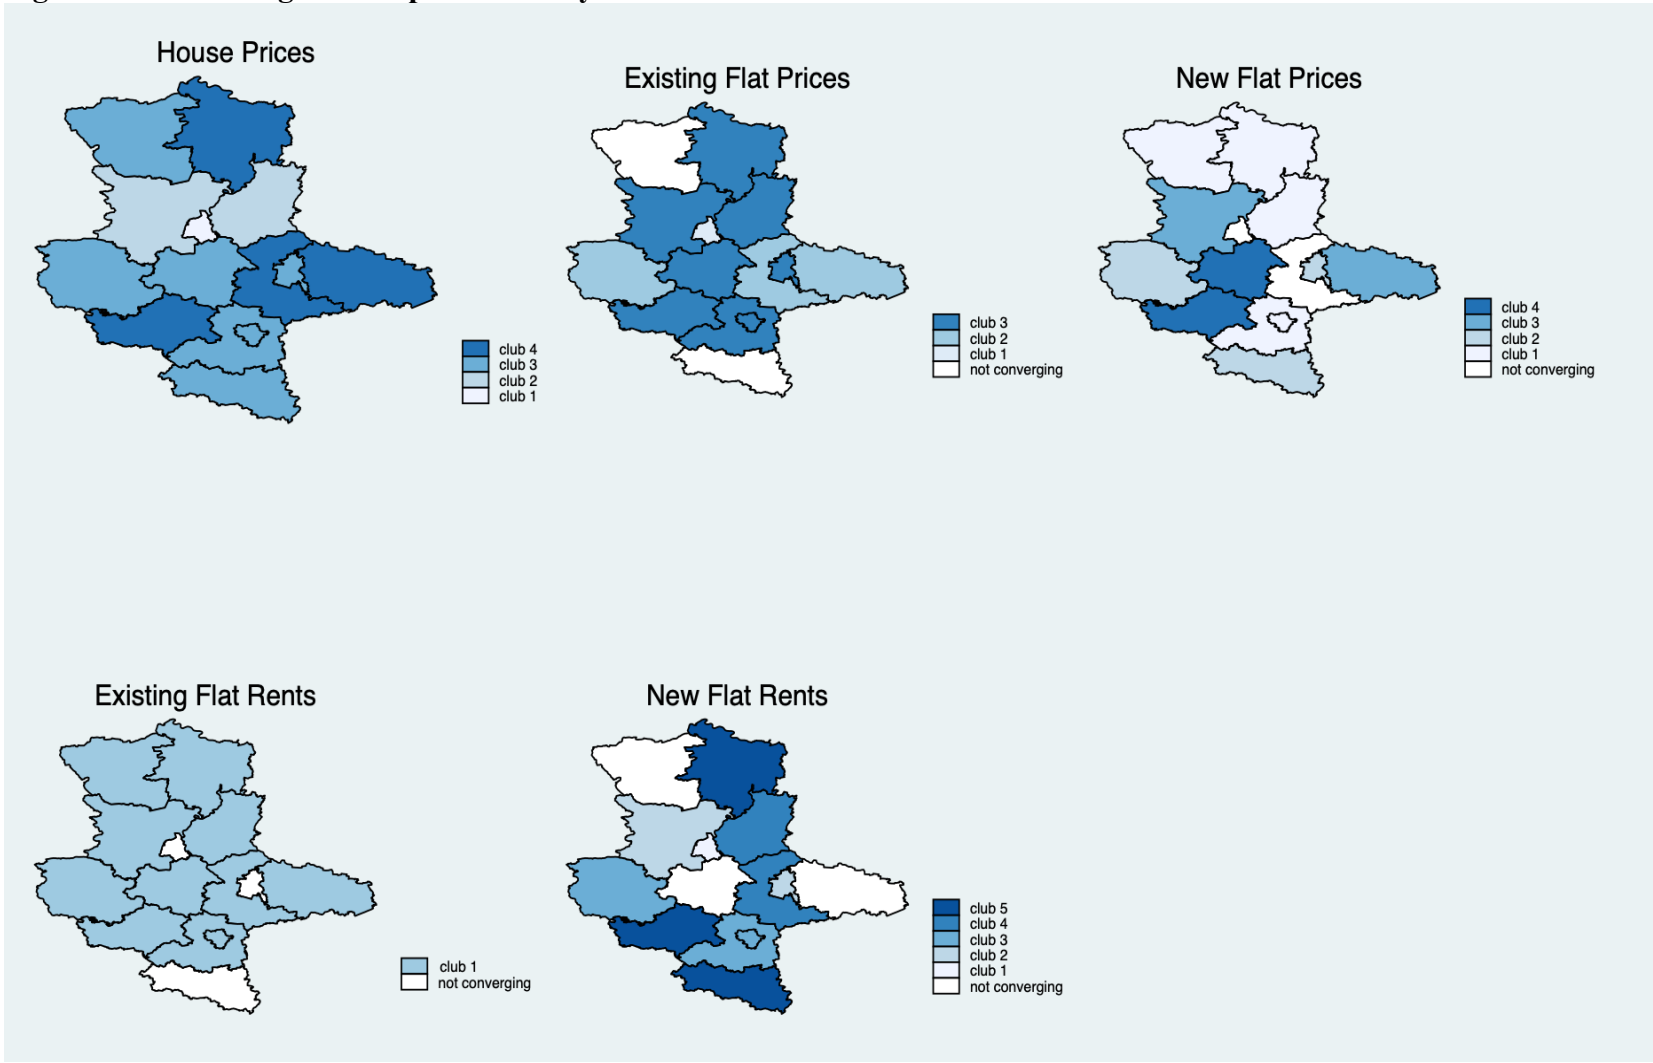 House Prices
club 4
club 3
club 2
club 1
Existing Flat Prices
club 3
club 2
club 1
not converging
New Flat Prices
club 4
club 3
club 2
club 1
not converging
Existing Flat Rents
club 1
not converging
New Flat Rents
club 5
club 4
club 3
club 2
club 1
not converging